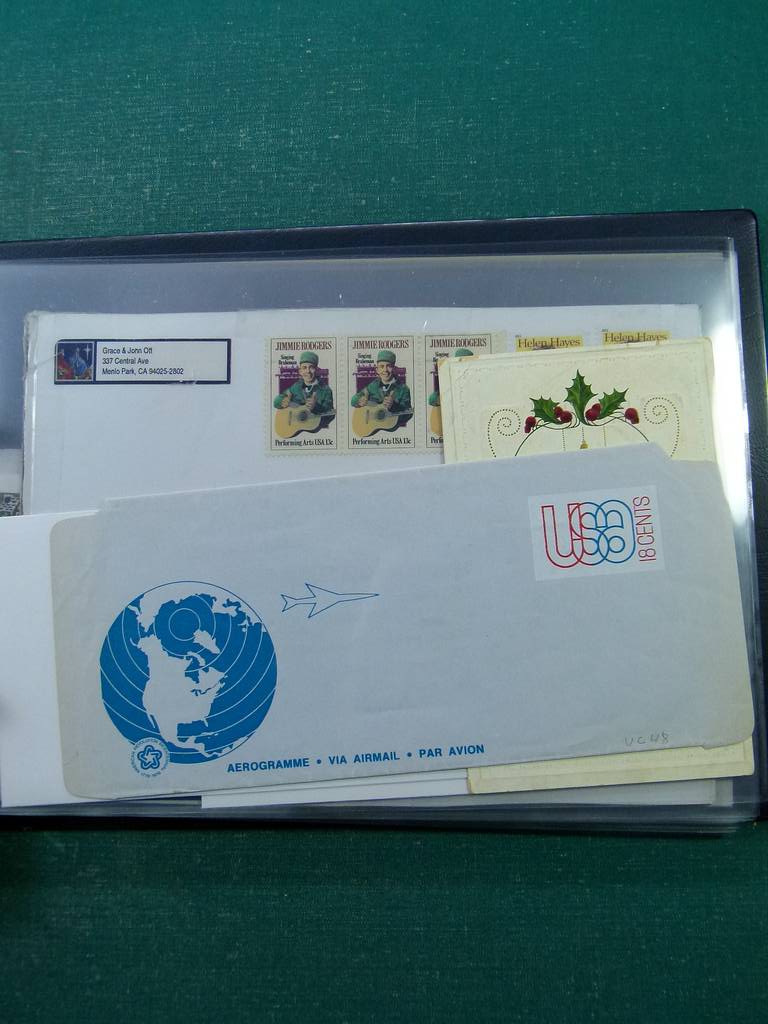 Grace & John Ott
337 Central Ave
Menlo Park, CA 94025-2802
JIMMIE RODGERS
Singing
Brakeman
Performing Arts USA 13c
JIMMIE RODGERS
Singing
Brakeman
Performing Arts USA 13c
JIMMIE RODGERS
Perfor
Helen Hayes
Helen Hayes
USA
18 CENTS
AEROGRAMME • VIA AIRMAIL • PAR AVION
UC48